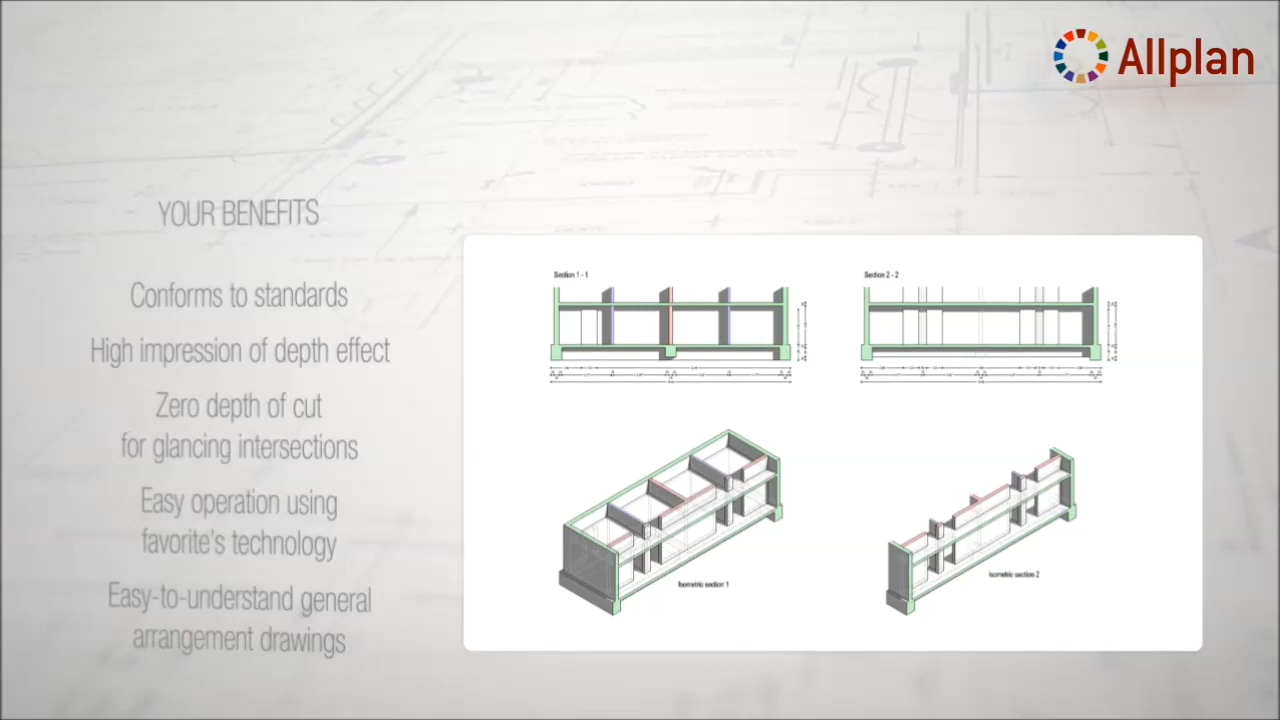 Allplan
YOUR BENEFITS
Conforms to standards
High impression of depth effect
Zero depth of cut
for glancing intersections
Easy operation using
favorite's technology
Easy-to-understand general
arrangement drawings
Section 1 - 1
Section 2 - 2
Isometric section 1
Isometric section 2